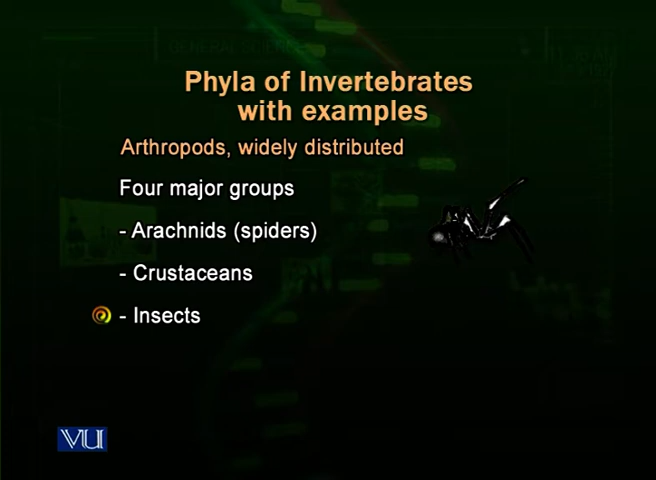 Phyla of Invertebrates
with examples
Arthropods, widely distributed
Four major groups
- Arachnids (spiders)
- Crustaceans
- Insects
VU